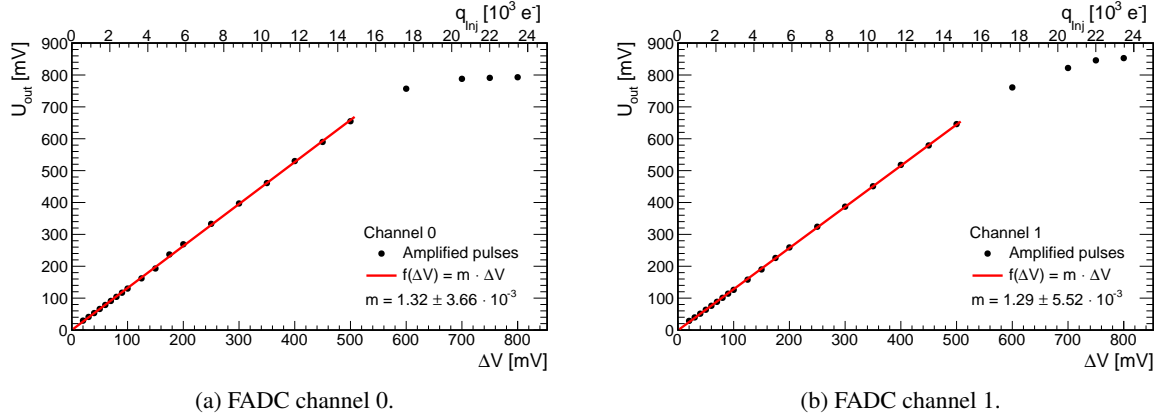 q_Inj [10^3 e^-]
0 2 4 6 8 10 12 14 16 18 20 22 24
U_out [mV]
900
800
700
600
500
400
300
200
100
0
Channel 0
Amplified pulses
f(ΔV) = m · ΔV
m = 1.32 ± 3.66 · 10^-3
0 100 200 300 400 500 600 700 800
ΔV [mV]
(a) FADC channel 0.
q_Inj [10^3 e^-]
0 2 4 6 8 10 12 14 16 18 20 22 24
U_out [mV]
900
800
700
600
500
400
300
200
100
0
Channel 1
Amplified pulses
f(ΔV) = m · ΔV
m = 1.29 ± 5.52 · 10^-3
0 100 200 300 400 500 600 700 800
ΔV [mV]
(b) FADC channel 1.